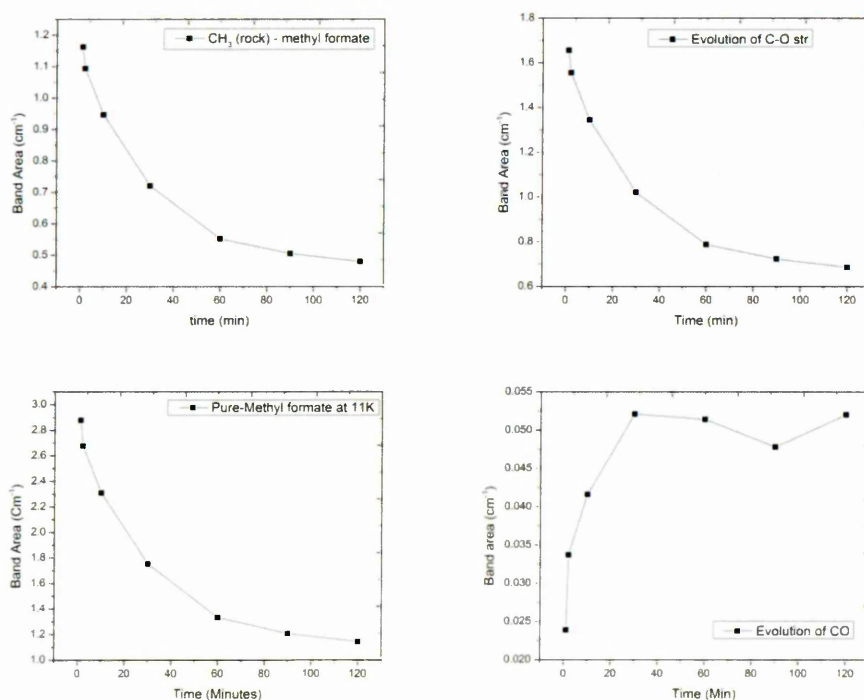 CH₃ (rock) - methyl formate
1.2
1.1
1.0
0.9
0.8
0.7
0.6
0.5
0.4
Band Area (cm⁻¹)
0 20 40 60 80 100 120
time (min)
Evolution of C-O str
1.8
1.6
1.4
1.2
1.0
0.8
0.6
Band Area (cm⁻¹)
0 20 40 60 80 100 120
Time (min)
Pure-Methyl formate at 11K
3.0
2.8
2.6
2.4
2.2
2.0
1.8
1.6
1.4
1.2
1.0
Band Area (Cm⁻¹)
0 20 40 60 80 100 120
Time (Minutes)
0.055
0.050
0.045
0.040
0.035
0.030
0.025
0.020
Band area (cm⁻¹)
Evolution of CO
0 20 40 60 80 100 120
Time (Min)